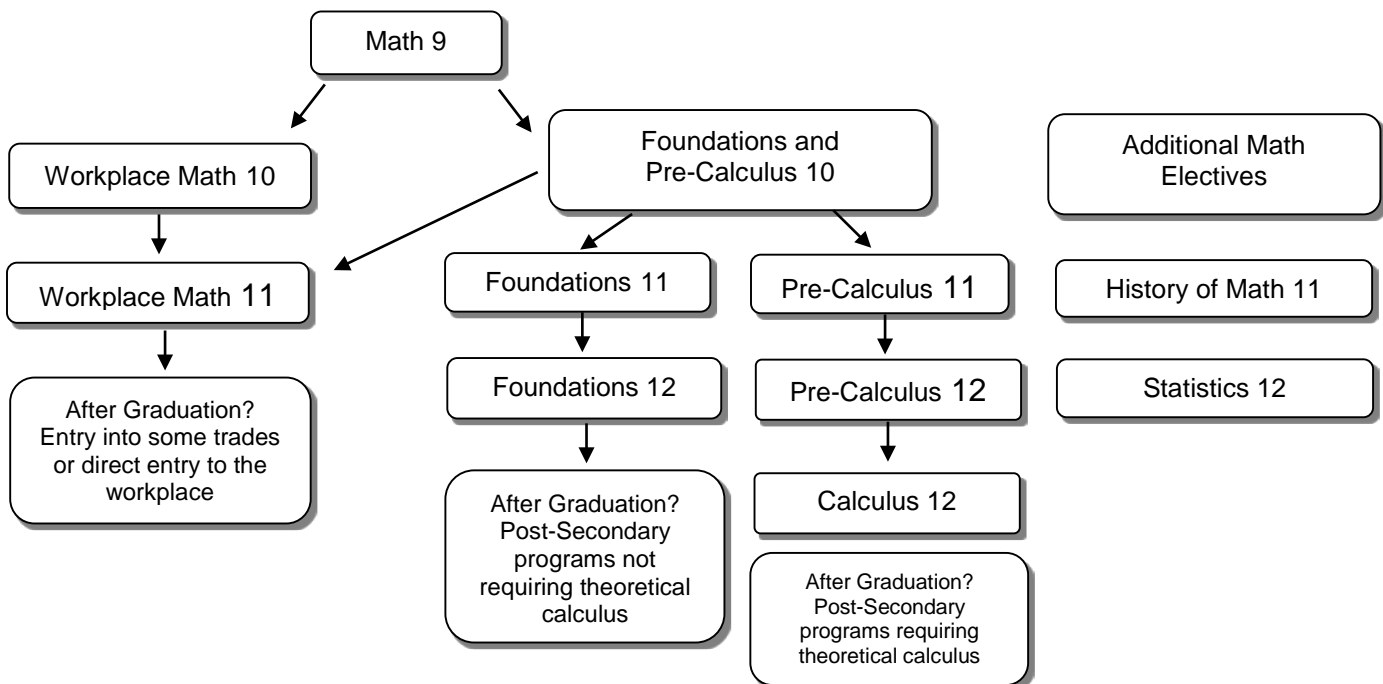 Math 9
Workplace Math 10
Foundations and
Pre-Calculus 10
Additional Math
Electives
Workplace Math 11
Foundations 11
Pre-Calculus 11
History of Math 11
Foundations 12
Pre-Calculus 12
Statistics 12
After Graduation?
Entry into some trades
or direct entry to the
workplace
After Graduation?
Post-Secondary
programs not
requiring theoretical
calculus
Calculus 12
After Graduation?
Post-Secondary
programs requiring
theoretical calculus